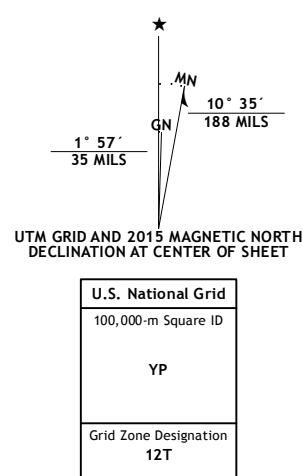 ★
MN
GN
10° 35´
188 MILS
1° 57´
35 MILS
UTM GRID AND 2015 MAGNETIC NORTH
DECLINATION AT CENTER OF SHEET
U.S. National Grid
100,000-m Square ID
YP
Grid Zone Designation
12T